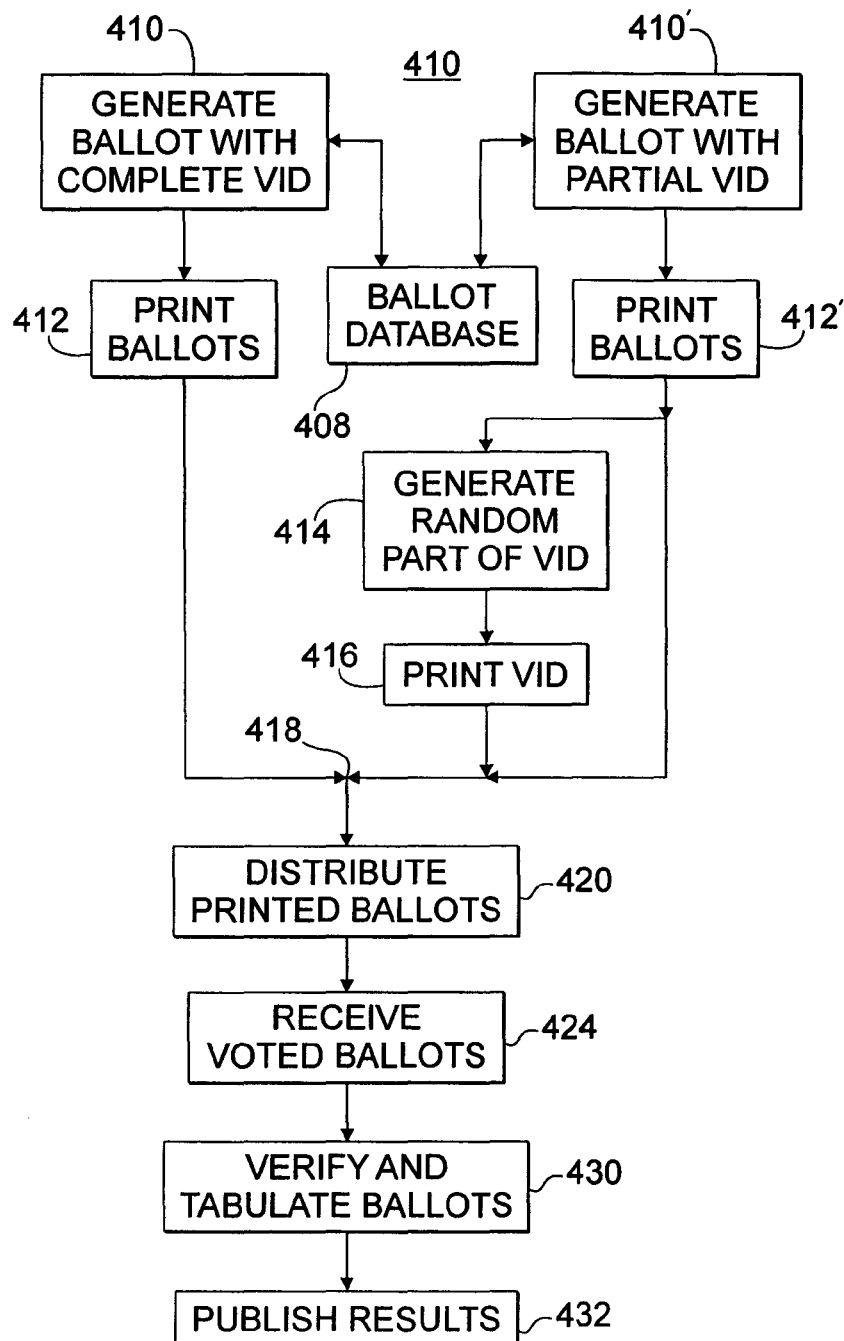 410
410
410′
GENERATE
BALLOT WITH
COMPLETE VID
GENERATE
BALLOT WITH
PARTIAL VID
412
PRINT
BALLOTS
BALLOT
DATABASE
408
PRINT
BALLOTS
412′
414
GENERATE
RANDOM
PART OF VID
416
PRINT VID
418
DISTRIBUTE
PRINTED BALLOTS
420
RECEIVE
VOTED BALLOTS
424
VERIFY AND
TABULATE BALLOTS
430
PUBLISH RESULTS
432